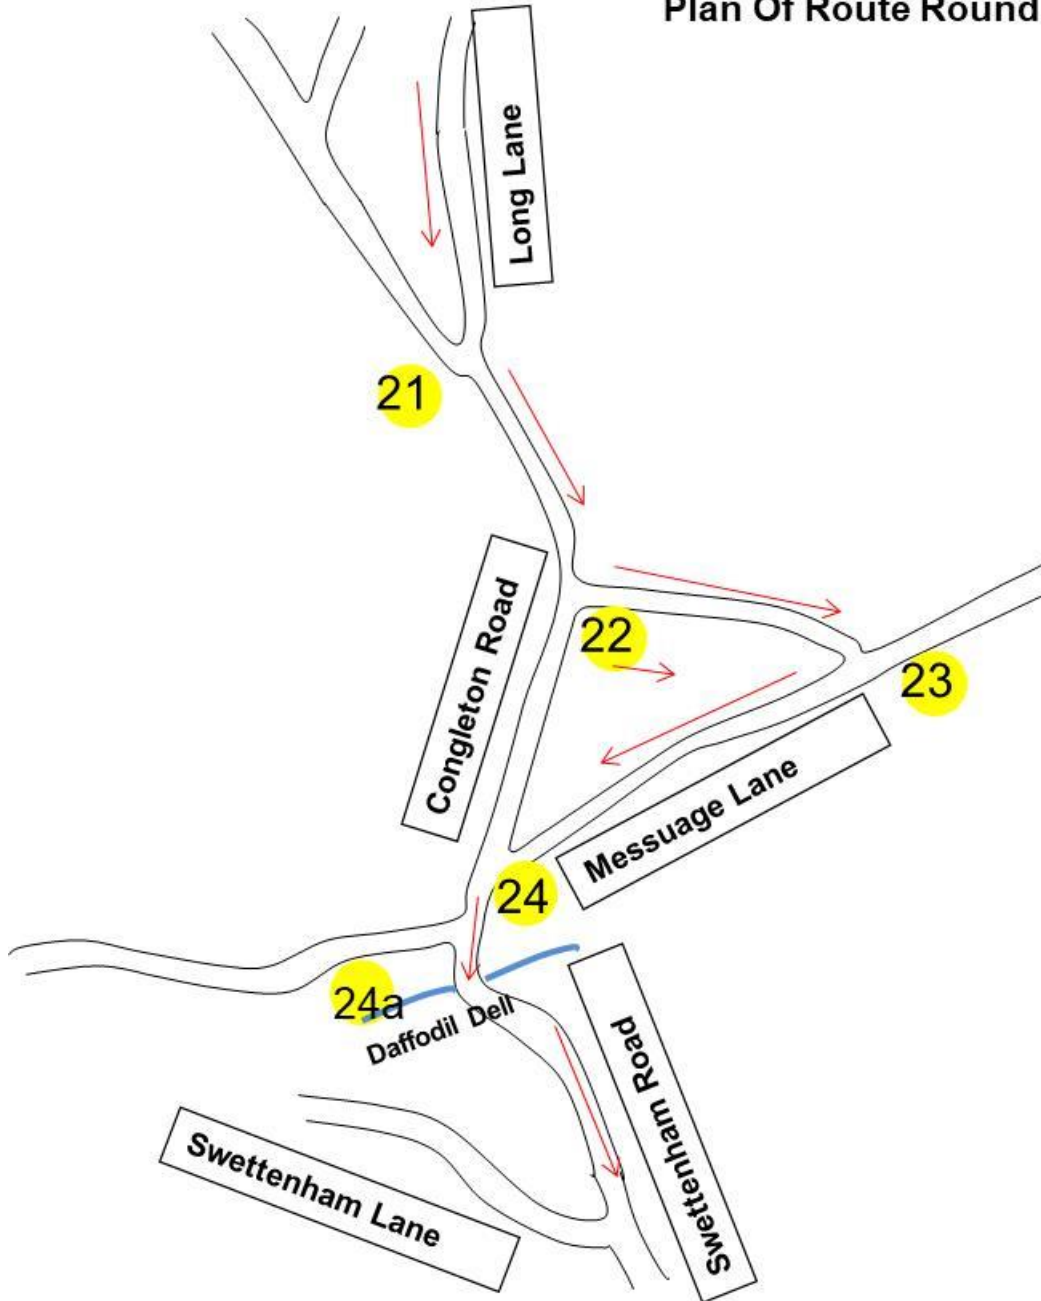 Plan Of Route Round
Long Lane
21
Congleton Road
22
23
Messuage Lane
24
24a
Daffodil Dell
Swettenham Road
Swettenham Lane